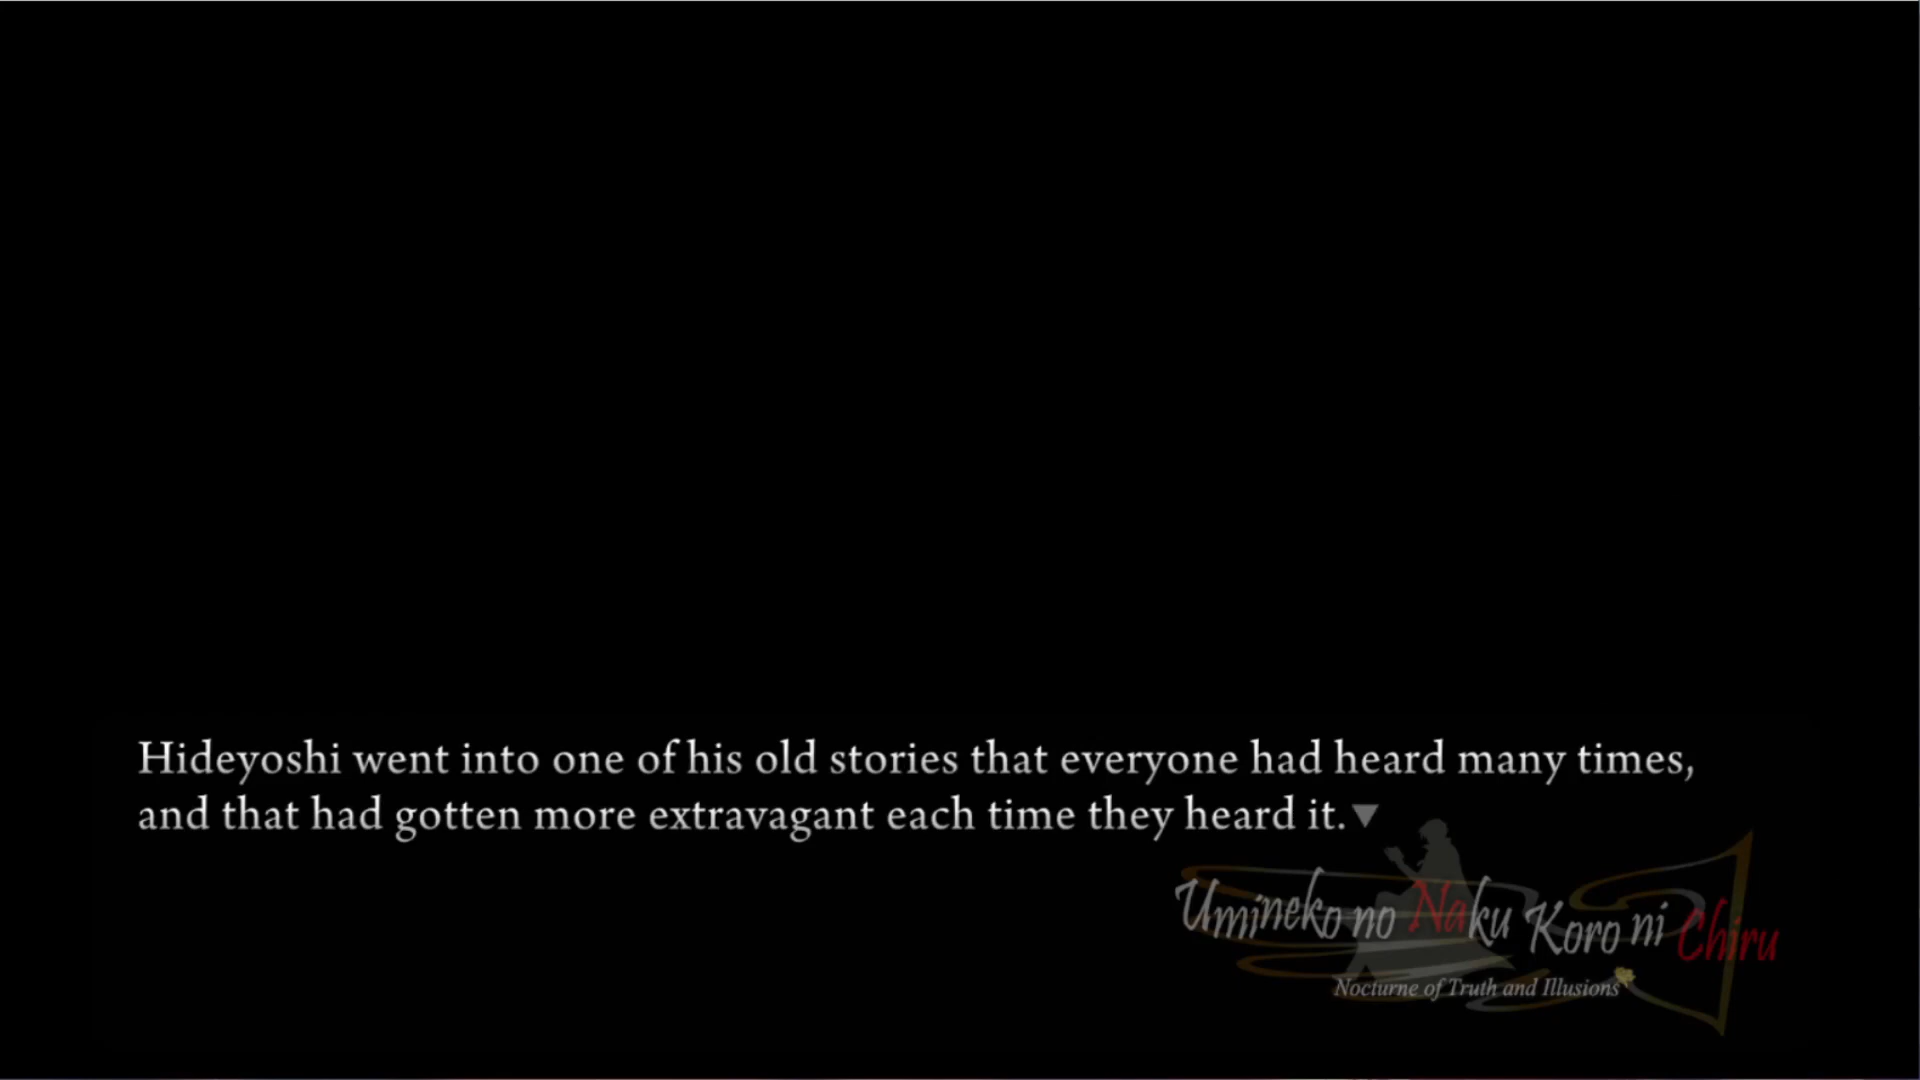 Hideyoshi went into one of his old stories that everyone had heard many times,
and that had gotten more extravagant each time they heard it.
Umineko no Naku Koro ni Chiru
Nocturne of Truth and Illusions